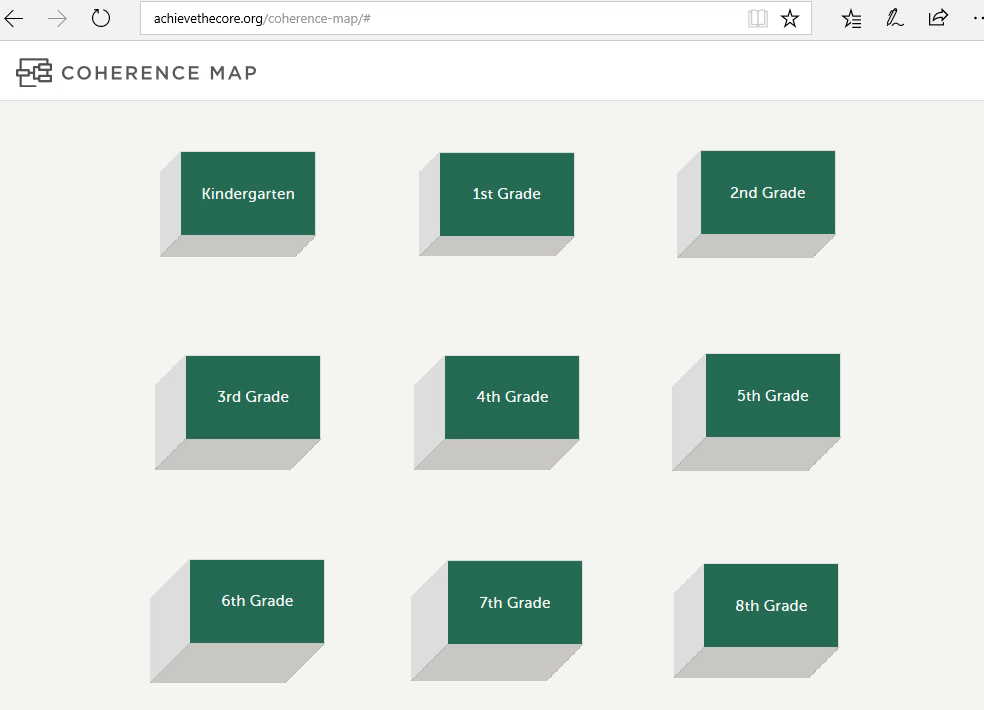 achievethecore.org/coherence-map/#
COHERENCE MAP
Kindergarten
1st Grade
2nd Grade
3rd Grade
4th Grade
5th Grade
6th Grade
7th Grade
8th Grade